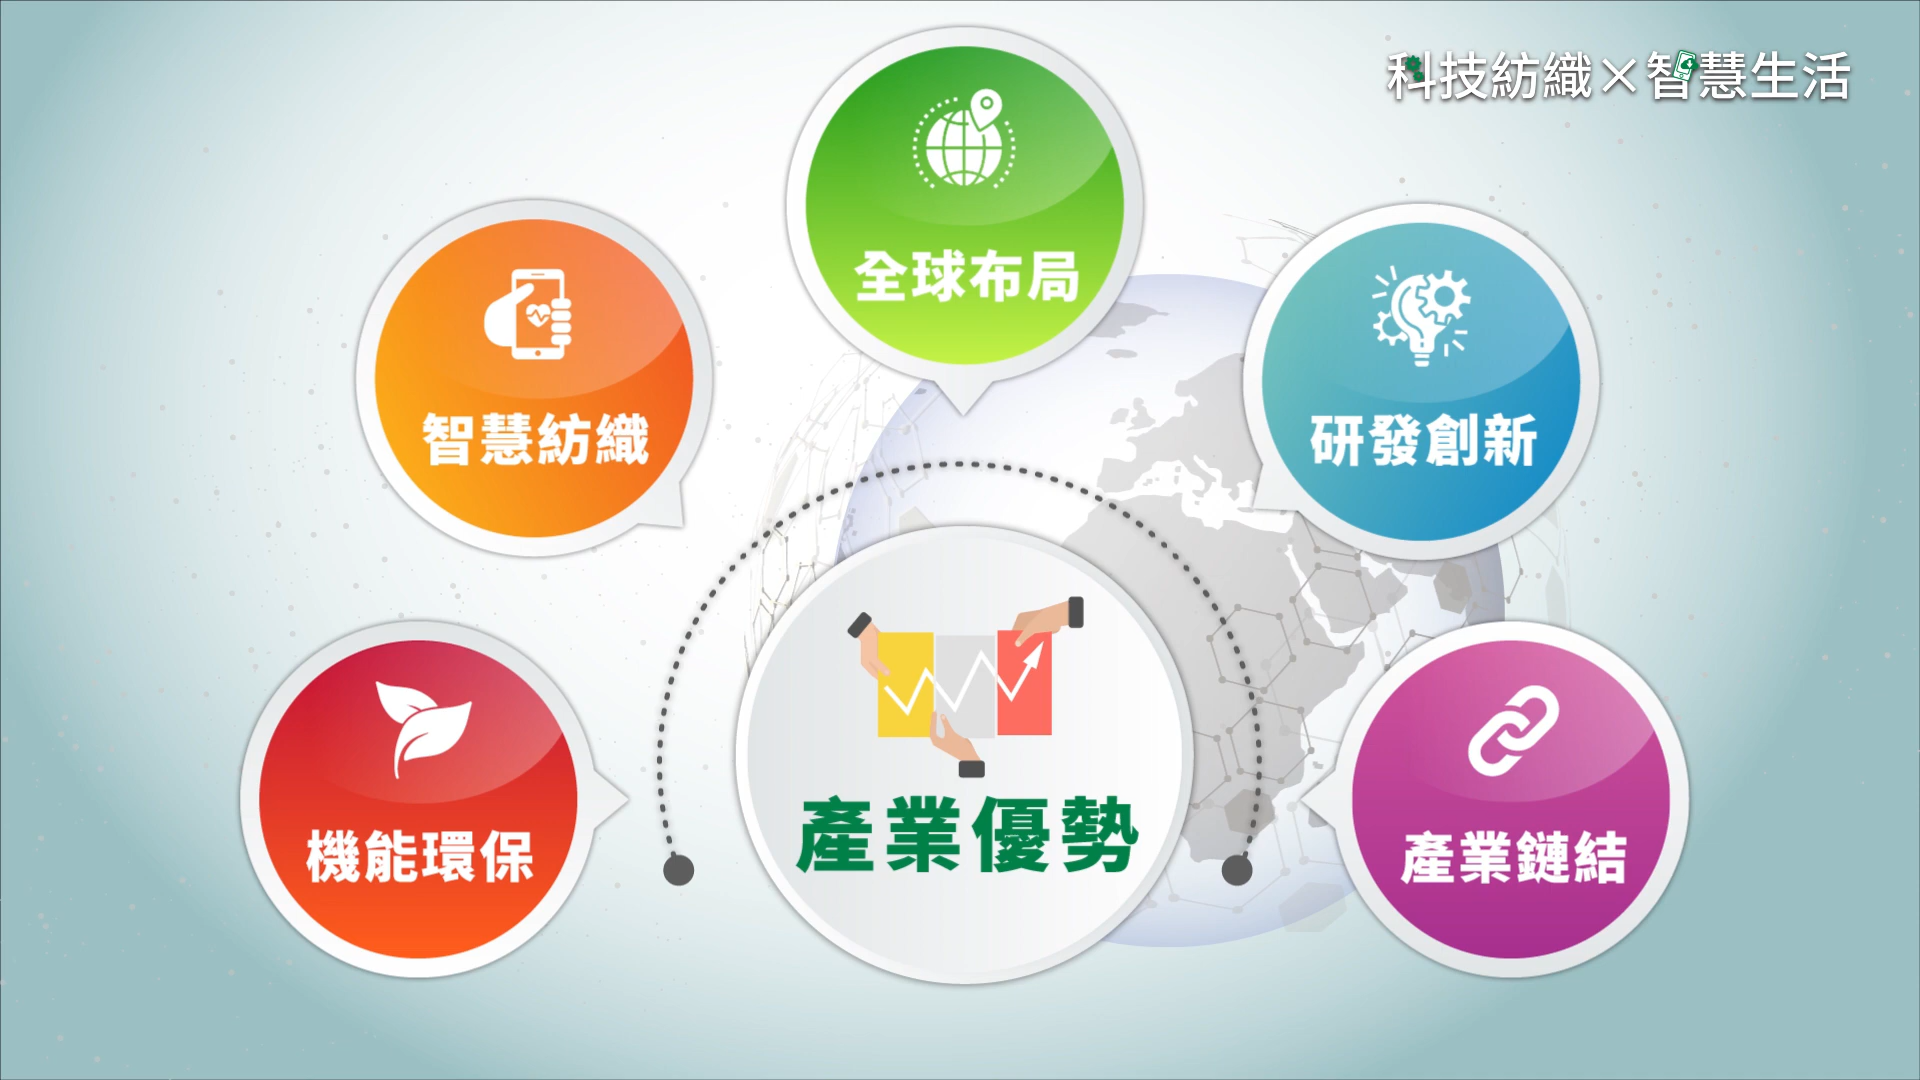 科技紡織×智慧生活
全球布局
智慧紡織
研發創新
機能環保
產業優勢
產業鏈結